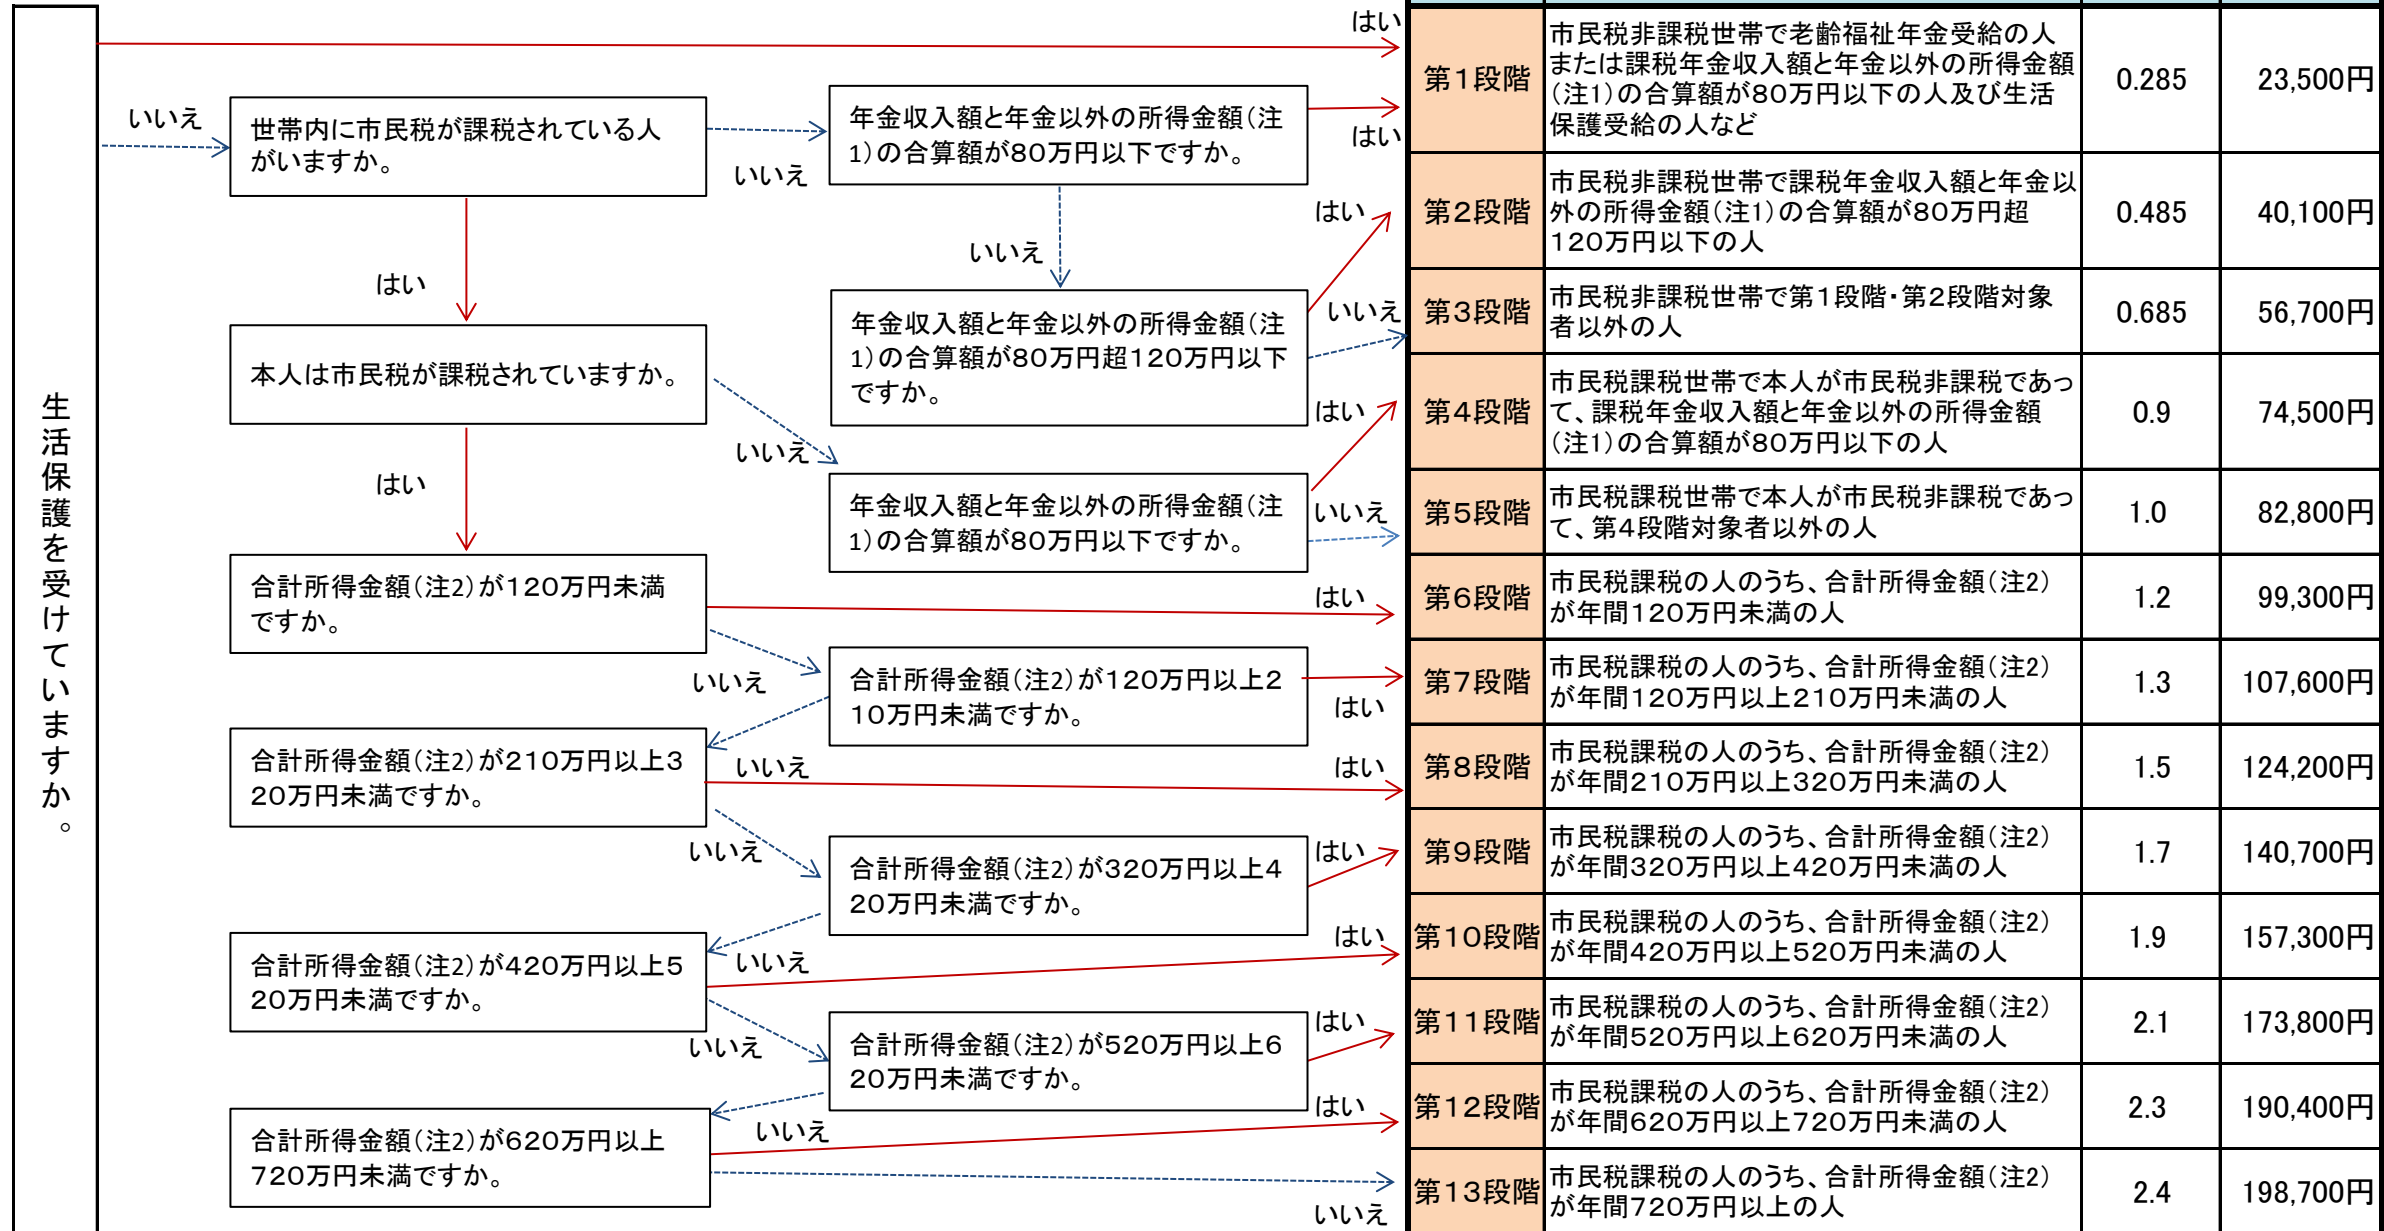 生活保護を受けていますか。
はい
いいえ
世帯内に市民税が課税されている人
がいますか。
いいえ
年金収入額と年金以外の所得金額(注
1)の合算額が80万円以下ですか。
はい
いいえ
はい
年金収入額と年金以外の所得金額(注
1)の合算額が80万円超120万円以下
ですか。
はい
いいえ
本人は市民税が課税されていますか。
いいえ
はい
年金収入額と年金以外の所得金額(注
1)の合算額が80万円以下ですか。
はい
いいえ
合計所得金額(注2)が120万円未満
ですか。
はい
いいえ
合計所得金額(注2)が120万円以上2
10万円未満ですか。
はい
いいえ
合計所得金額(注2)が210万円以上3
20万円未満ですか。
はい
いいえ
合計所得金額(注2)が320万円以上4
20万円未満ですか。
はい
いいえ
合計所得金額(注2)が420万円以上5
20万円未満ですか。
はい
いいえ
合計所得金額(注2)が520万円以上6
20万円未満ですか。
はい
いいえ
合計所得金額(注2)が620万円以上
720万円未満ですか。
はい
いいえ
第1段階
市民税非課税世帯で老齢福祉年金受給の人
または課税年金収入額と年金以外の所得金額
(注1)の合算額が80万円以下の人及び生活
保護受給の人など
0.285
23,500円
第2段階
市民税非課税世帯で課税年金収入額と年金以
外の所得金額(注1)の合算額が80万円超
120万円以下の人
0.485
40,100円
第3段階
市民税非課税世帯で第1段階・第2段階対象
者以外の人
0.685
56,700円
第4段階
市民税課税世帯で本人が市民税非課税であっ
て、課税年金収入額と年金以外の所得金額
(注1)の合算額が80万円以下の人
0.9
74,500円
第5段階
市民税課税世帯で本人が市民税非課税であっ
て、第4段階対象者以外の人
1.0
82,800円
第6段階
市民税課税の人のうち、合計所得金額(注2)
が年間120万円未満の人
1.2
99,300円
第7段階
市民税課税の人のうち、合計所得金額(注2)
が年間120万円以上210万円未満の人
1.3
107,600円
第8段階
市民税課税の人のうち、合計所得金額(注2)
が年間210万円以上320万円未満の人
1.5
124,200円
第9段階
市民税課税の人のうち、合計所得金額(注2)
が年間320万円以上420万円未満の人
1.7
140,700円
第10段階
市民税課税の人のうち、合計所得金額(注2)
が年間420万円以上520万円未満の人
1.9
157,300円
第11段階
市民税課税の人のうち、合計所得金額(注2)
が年間520万円以上620万円未満の人
2.1
173,800円
第12段階
市民税課税の人のうち、合計所得金額(注2)
が年間620万円以上720万円未満の人
2.3
190,400円
第13段階
市民税課税の人のうち、合計所得金額(注2)
が年間720万円以上の人
2.4
198,700円